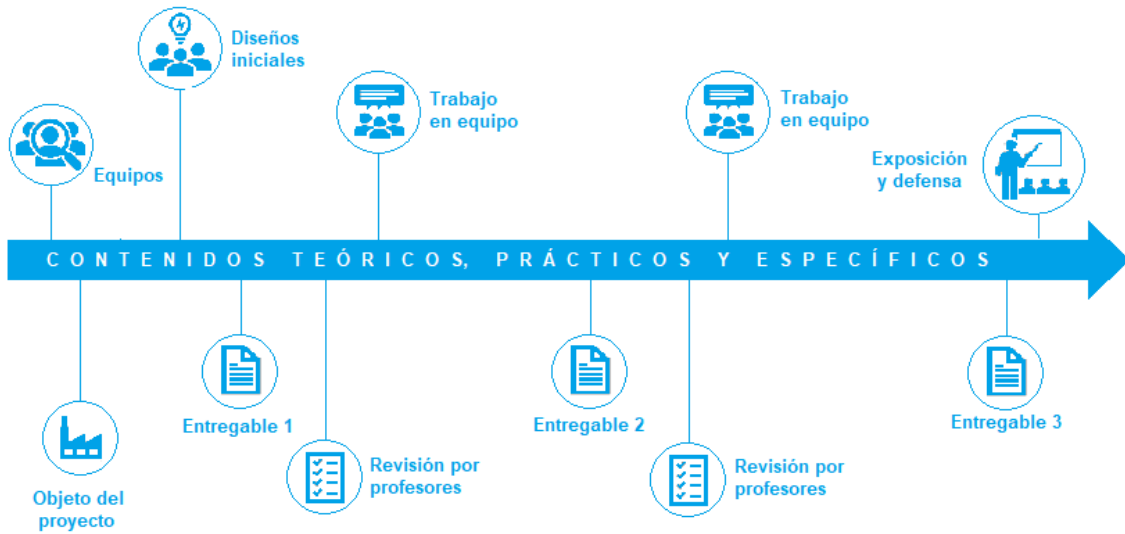 Diseños
iniciales
Trabajo
en equipo
Trabajo
en equipo
Exposición
y defensa
Equipos
CONTENIDOS TEÓRICOS, PRÁCTICOS Y ESPECÍFICOS
Entregable 1
Entregable 2
Entregable 3
Revisión por
profesores
Revisión por
profesores
Objeto del
proyecto